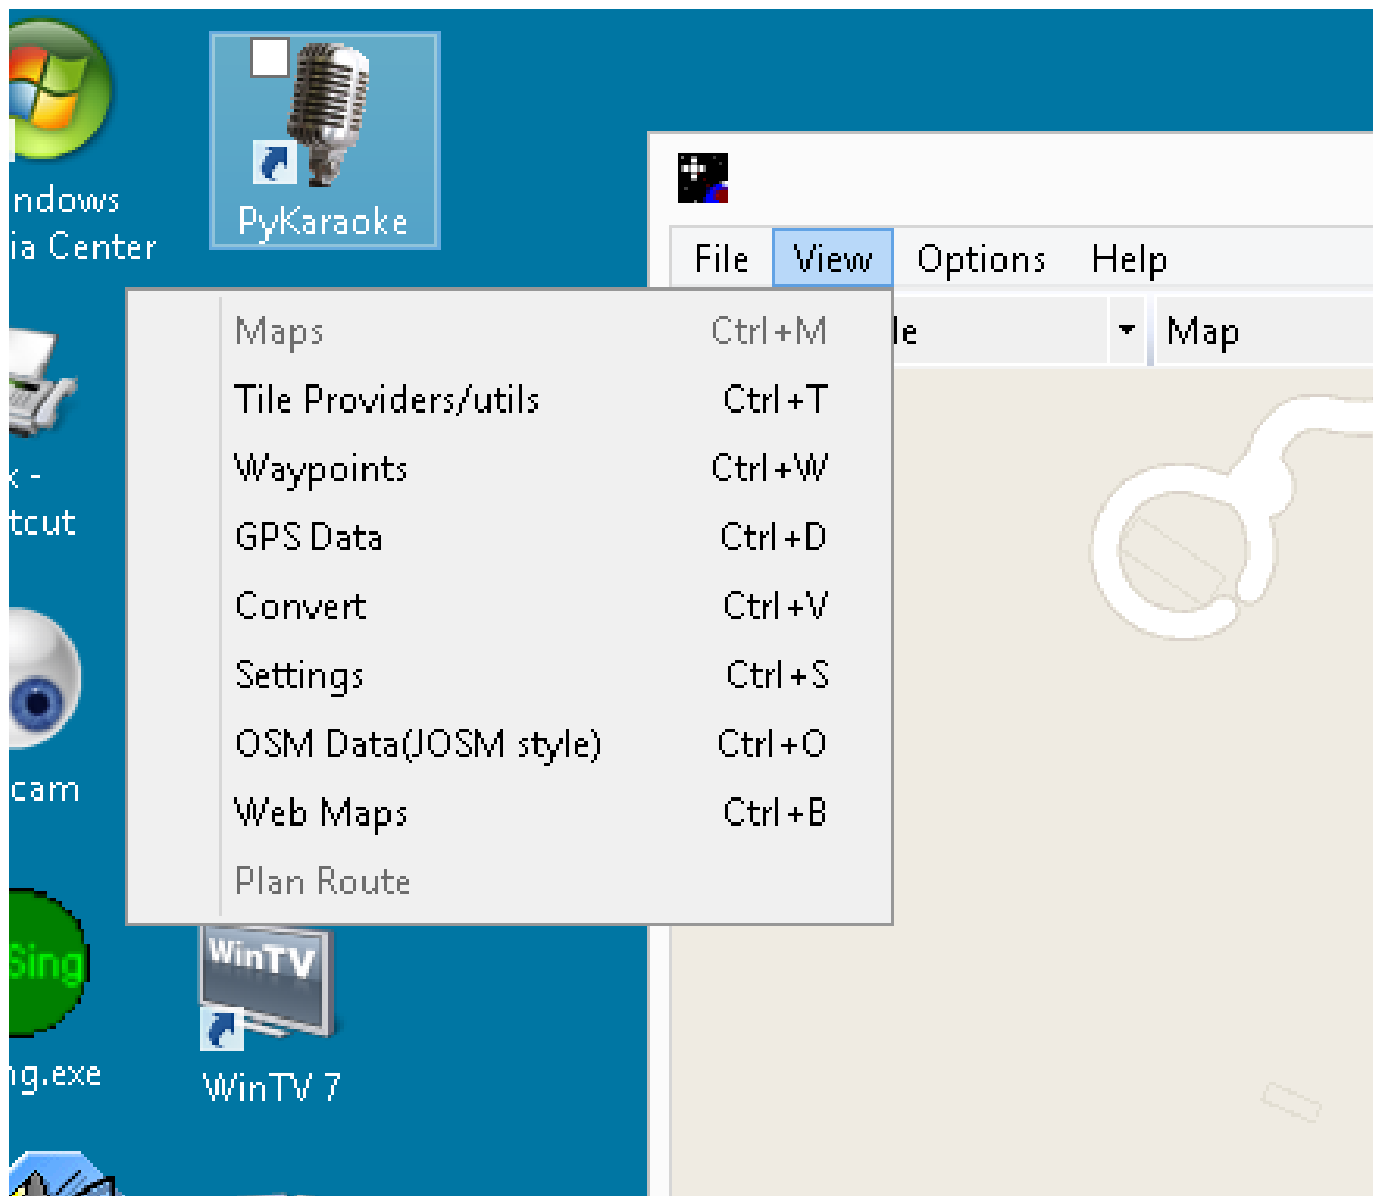 ndows
ia Center
PyKaraoke
File View Options Help
Maps Ctrl+M
le
Map
Tile Providers/utils Ctrl+T
Waypoints Ctrl+W
GPS Data Ctrl+D
Convert Ctrl+V
Settings Ctrl+S
OSM Data(JOSM style) Ctrl+O
Web Maps Ctrl+B
Plan Route
-
tcut
cam
Sing
g.exe
WinTV
WinTV 7